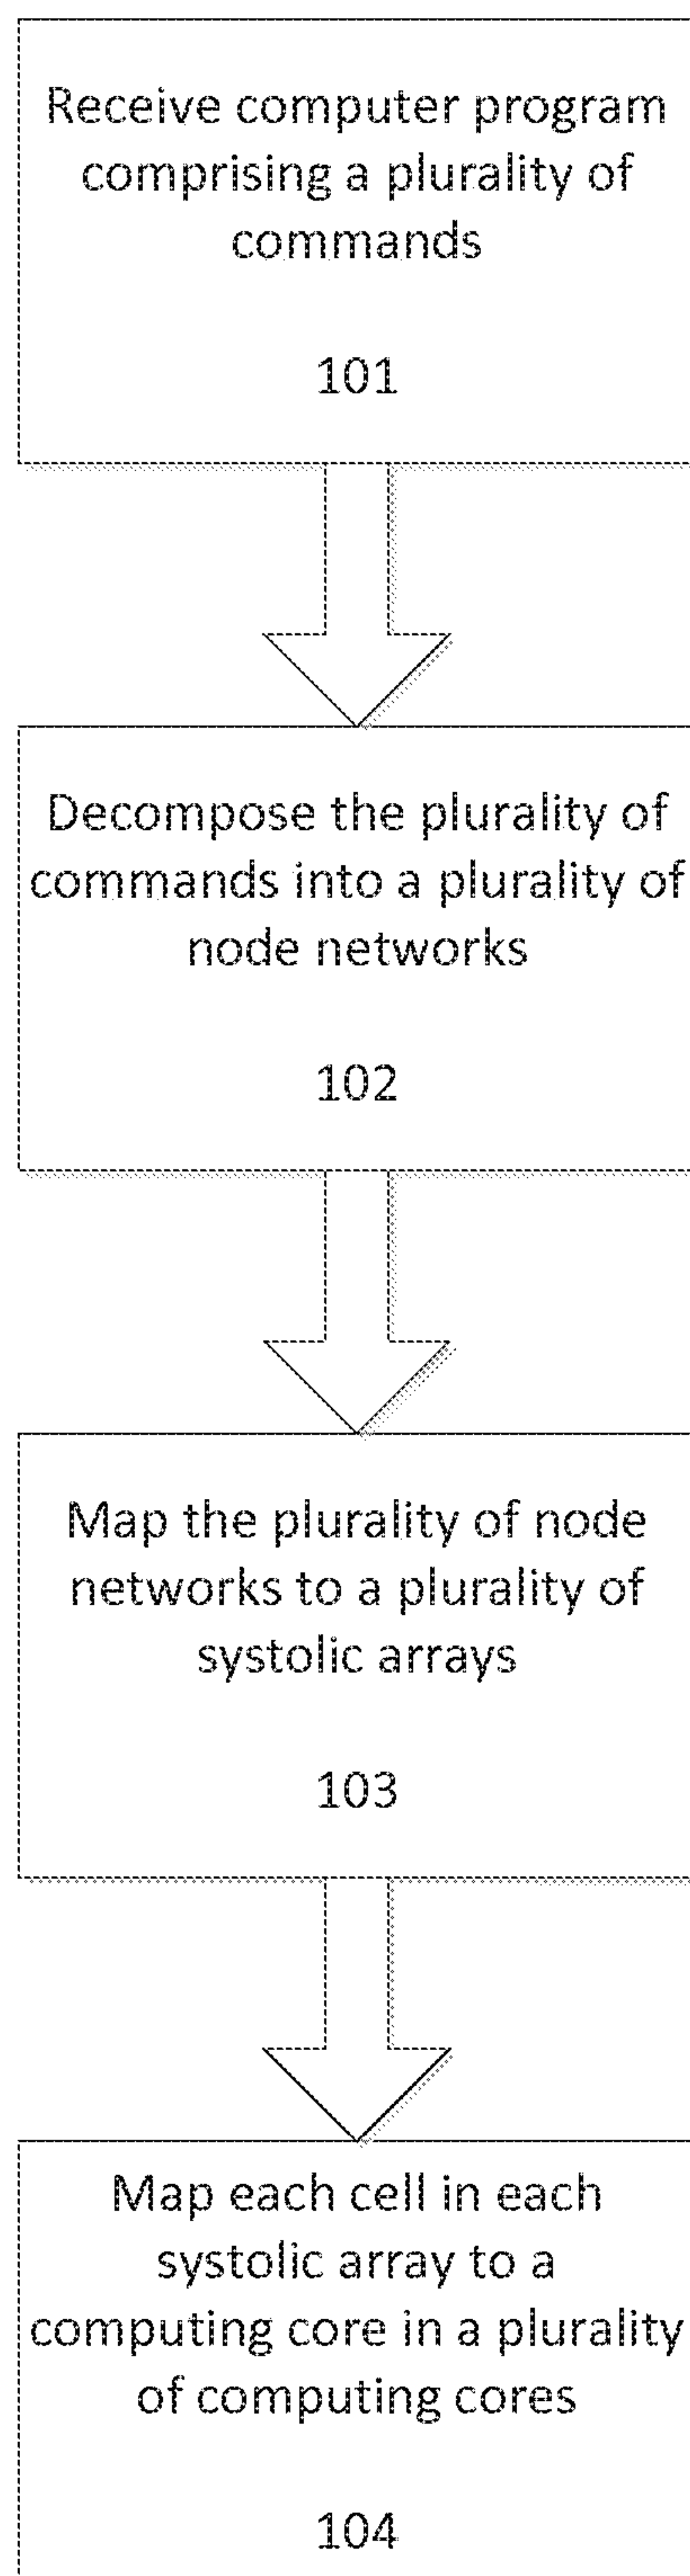 Receive computer program
comprising a plurality of
commands
101
Decompose the plurality of
commands into a plurality of
node networks
102
Map the plurality of node
networks to a plurality of
systolic arrays
103
Map each cell in each
systolic array to a
computing core in a plurality
of computing cores
104